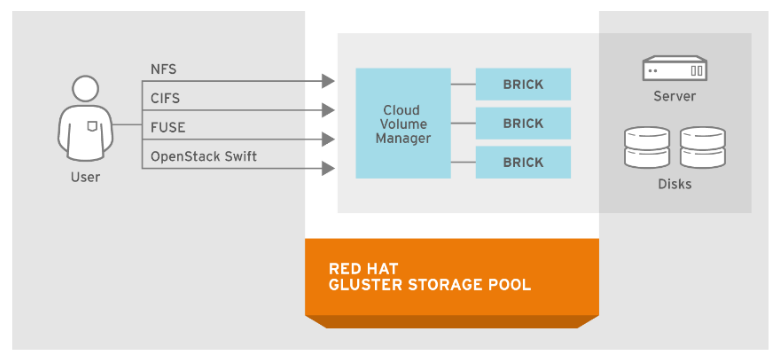 NFS
CIFS
FUSE
OpenStack Swift
User
Cloud
Volume
Manager
BRICK
BRICK
BRICK
Server
Disks
RED HAT
GLUSTER STORAGE POOL